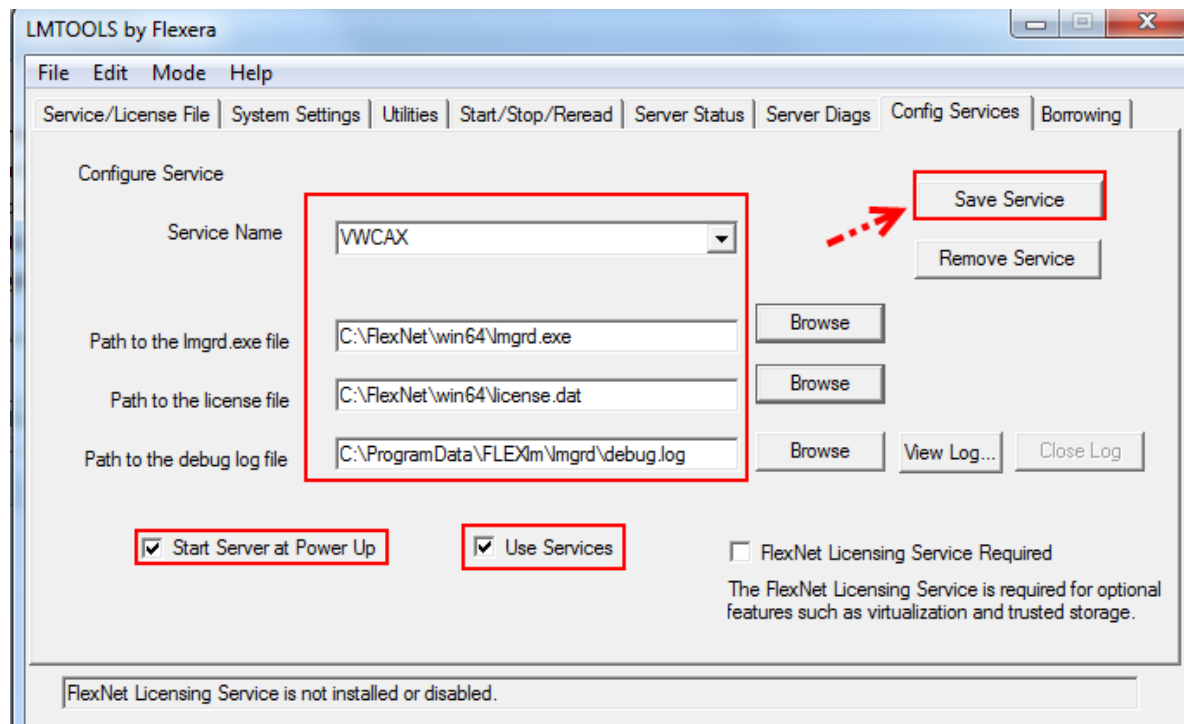 LMTOOLS by Flexera
File Edit Mode Help
Service/License File System Settings Utilities Start/Stop/Reread Server Status Server Diags Config Services Borrowing
Configure Service
Save Service
Service Name
VWCAX
Remove Service
Path to the lmgrd.exe file
C:\FlexNet\win64\lmgrd.exe
Browse
Path to the license file
C:\FlexNet\win64\license.dat
Browse
Path to the debug log file
C:\ProgramData\FLEXlm\lmgrd\debug.log
Browse
View Log...
Close Log
Start Server at Power Up
Use Services
FlexNet Licensing Service Required
The FlexNet Licensing Service is required for optional
features such as virtualization and trusted storage.
FlexNet Licensing Service is not installed or disabled.